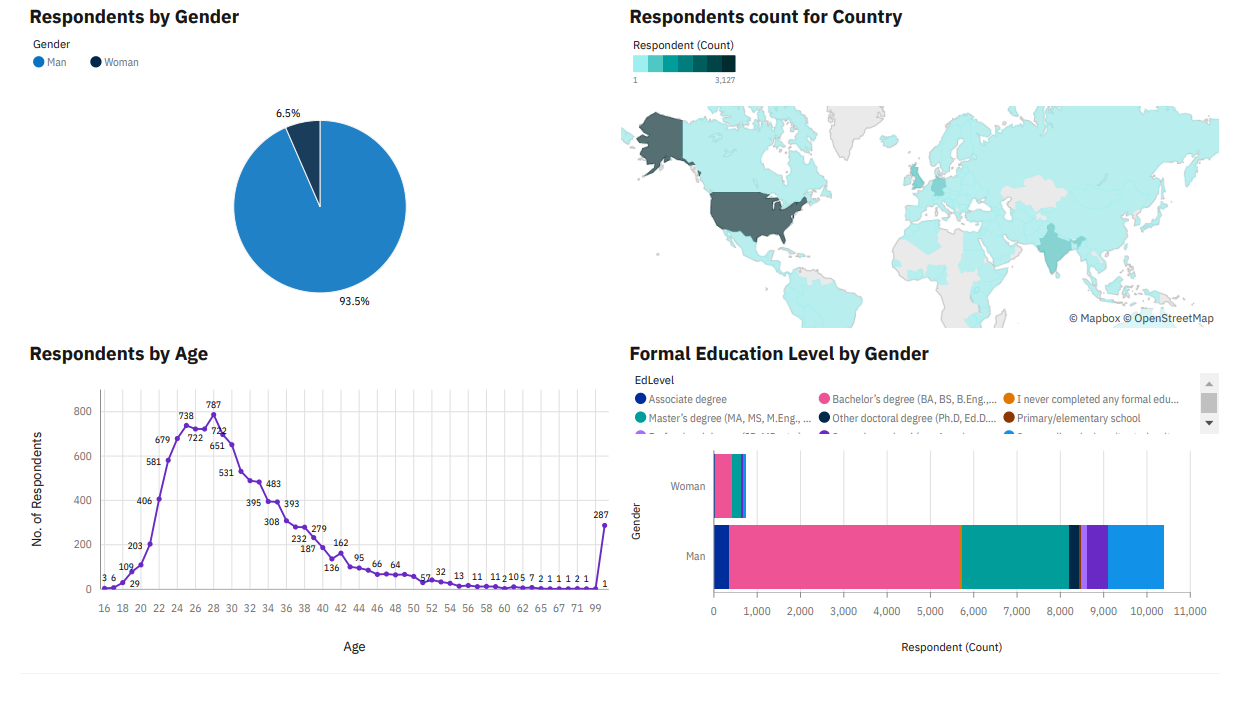 Respondents by Gender
Gender
Man Woman
6.5%
93.5%
Respondents count for Country
Respondent (Count)
1 3,127
© Mapbox © OpenStreetMap
Respondents by Age
No. of Respondents
800
600
400
200
0
3 6 29 109 203 406 581 679 738 722 787 722 651 531 483 395 393 308 279 232 187 136 162 95 66 64 57 32 13 11 11 2 10 5 7 2 1 1 1 2 1 1 287
16 18 20 22 24 26 28 30 32 34 36 38 40 42 44 46 48 50 52 54 56 58 60 62 65 67 71 99
Age
Formal Education Level by Gender
EdLevel
Associate degree Bachelor's degree (BA, BS, B.Eng.,... I never completed any formal edu...
Master's degree (MA, MS, M.Eng., ... Other doctoral degree (Ph.D, Ed.D.... Primary/elementary school
Gender
Woman
Man
0 1,000 2,000 3,000 4,000 5,000 6,000 7,000 8,000 9,000 10,000 11,000
Respondent (Count)